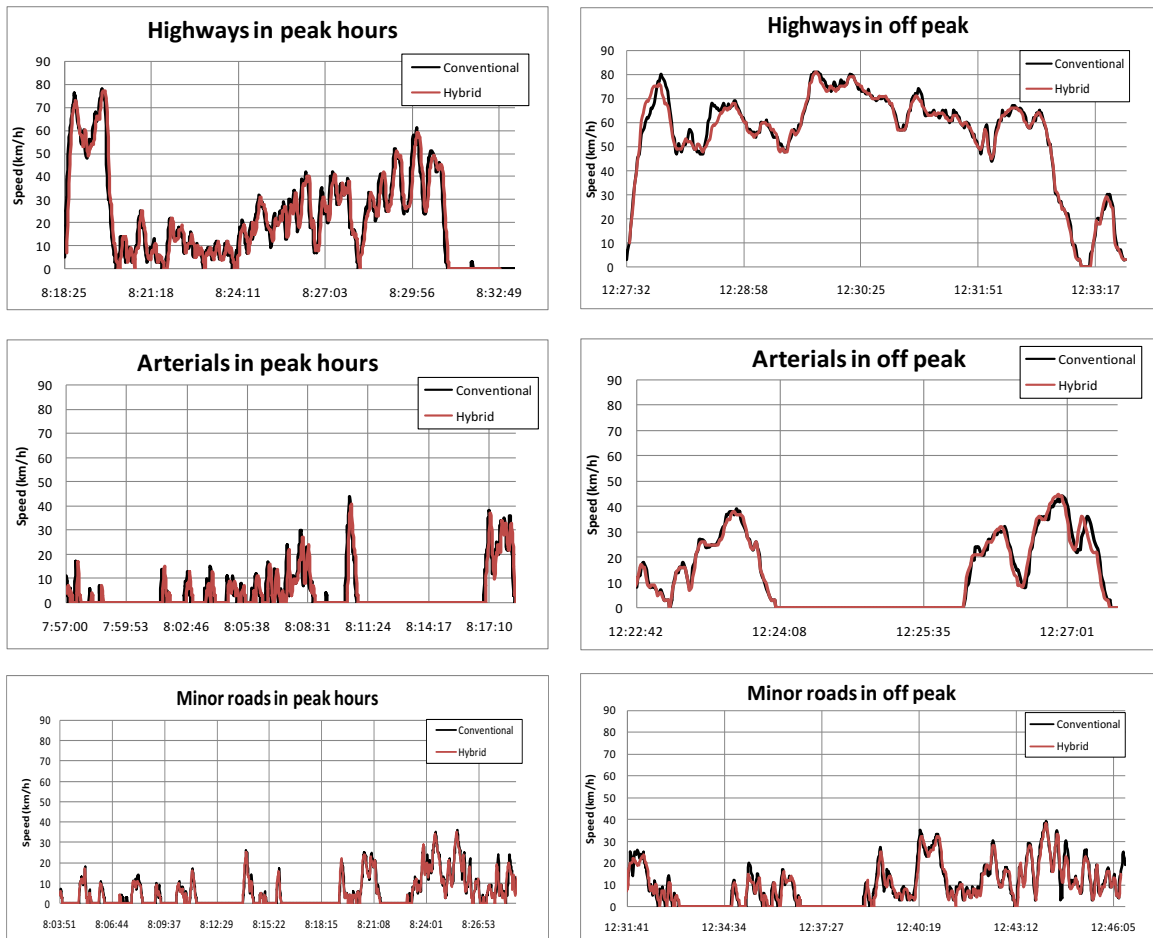 Highways in peak hours
Conventional
Hybrid
Speed (km/h)
90
80
70
60
50
40
30
20
10
0
8:18:25 8:21:18 8:24:11 8:27:03 8:29:56 8:32:49
Highways in off peak
Conventional
Hybrid
Speed (km/h)
90
80
70
60
50
40
30
20
10
0
12:27:32 12:28:58 12:30:25 12:31:51 12:33:17
Arterials in peak hours
Conventional
Hybrid
Speed (km/h)
90
80
70
60
50
40
30
20
10
0
7:57:00 7:59:53 8:02:46 8:05:38 8:08:31 8:11:24 8:14:17 8:17:10
Arterials in off peak
Conventional
Hybrid
Speed (km/h)
90
80
70
60
50
40
30
20
10
0
12:22:42 12:24:08 12:25:35 12:27:01
Minor roads in peak hours
Conventional
Hybrid
Speed (km/h)
90
80
70
60
50
40
30
20
10
0
8:03:51 8:06:44 8:09:37 8:12:29 8:15:22 8:18:15 8:21:08 8:24:01 8:26:53
Minor roads in off peak
Conventional
Hybrid
Speed (km/h)
90
80
70
60
50
40
30
20
10
0
12:31:41 12:34:34 12:37:27 12:40:19 12:43:12 12:46:05